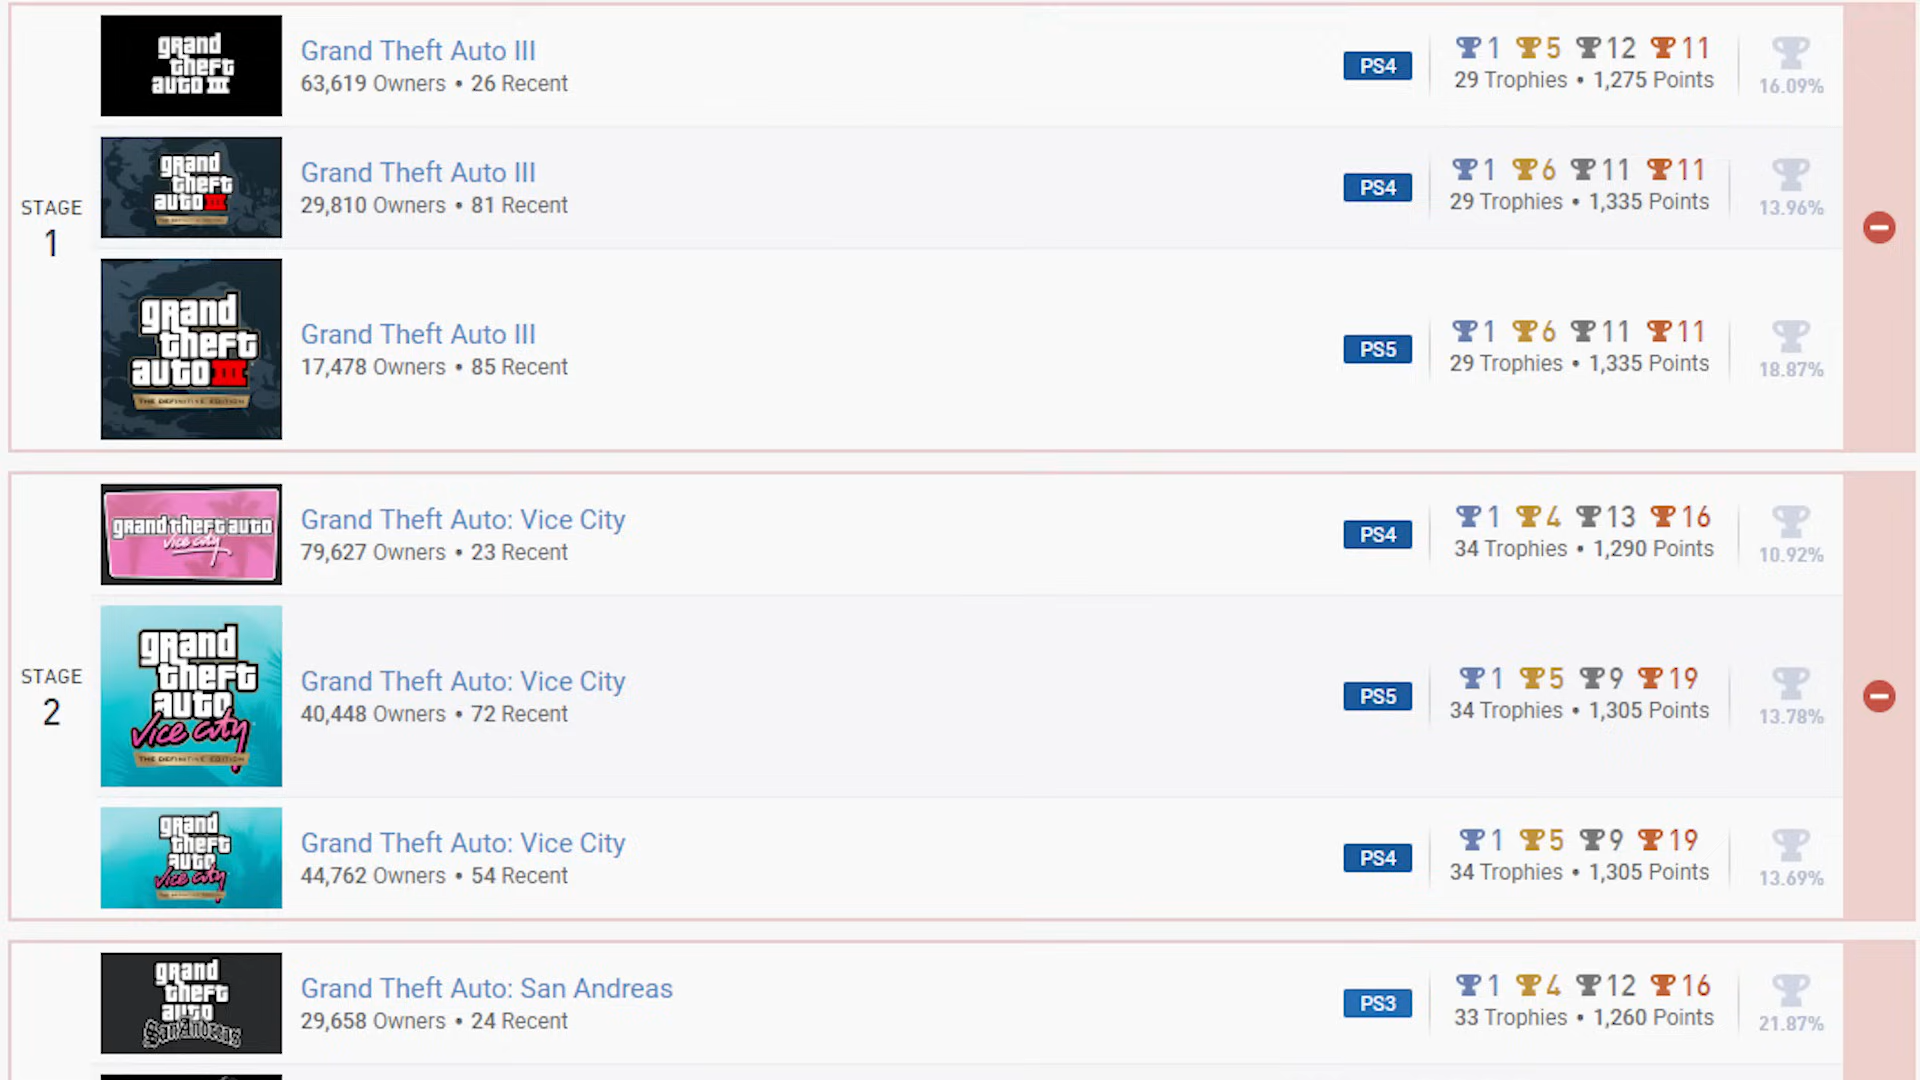 STAGE
1
grand
theft
auto III
Grand Theft Auto III
63,619 Owners • 26 Recent
PS4
1 5 12 11
29 Trophies • 1,275 Points
16.09%
grand
theft
auto III
Grand Theft Auto III
29,810 Owners • 81 Recent
PS4
1 6 11 11
29 Trophies • 1,335 Points
13.96%
grand
theft
auto III
THE DEFINITIVE EDITION
Grand Theft Auto III
17,478 Owners • 85 Recent
PS5
1 6 11 11
29 Trophies • 1,335 Points
18.87%
STAGE
2
grand theft auto
vice city
Grand Theft Auto: Vice City
79,627 Owners • 23 Recent
PS4
1 4 13 16
34 Trophies • 1,290 Points
10.92%
grand
theft
auto
vice city
THE DEFINITIVE EDITION
Grand Theft Auto: Vice City
40,448 Owners • 72 Recent
PS5
1 5 9 19
34 Trophies • 1,305 Points
13.78%
grand
theft
auto
vice city
Grand Theft Auto: Vice City
44,762 Owners • 54 Recent
PS4
1 5 9 19
34 Trophies • 1,305 Points
13.69%
grand
theft
auto
San Andreas
Grand Theft Auto: San Andreas
29,658 Owners • 24 Recent
PS3
1 4 12 16
33 Trophies • 1,260 Points
21.87%